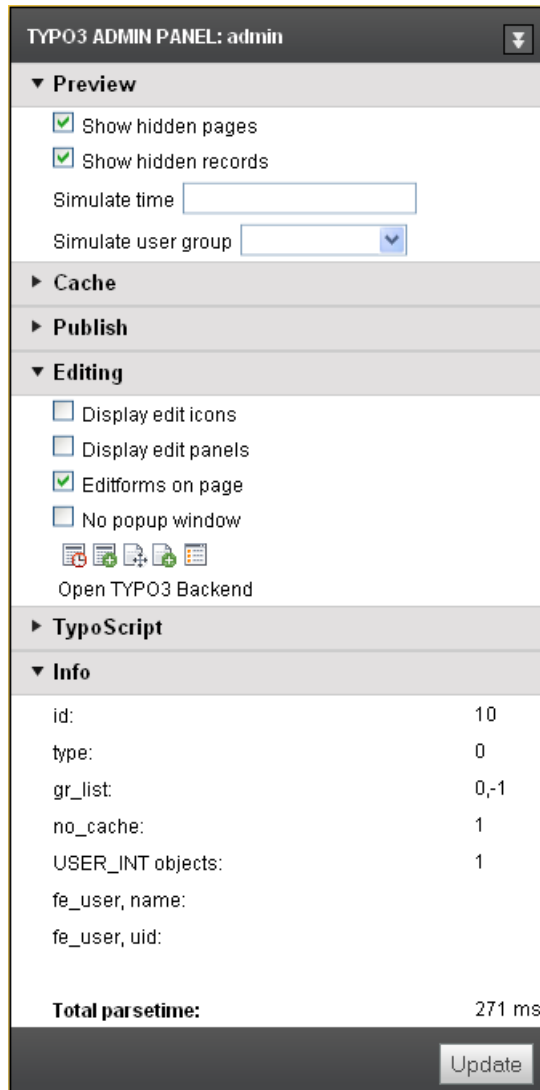 TYPO3 ADMIN PANEL: admin
Preview
Show hidden pages
Show hidden records
Simulate time
Simulate user group
Cache
Publish
Editing
Display edit icons
Display edit panels
Editforms on page
No popup window
Open TYPO3 Backend
TypoScript
Info
id: 10
type: 0
gr_list: 0,-1
no_cache: 1
USER_INT objects: 1
fe_user, name:
fe_user, uid:
Total parsetime: 271 ms
Update